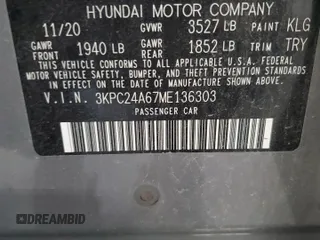 HYUNDAI MOTOR COMPANY
11/20 GVWR 3527 LB PAINT KLG
GAWR FRONT 1940 LB GAWR REAR 1852 LB TRIM TRY
THIS VEHICLE CONFORMS TO ALL APPLICABLE U.S. FEDERAL
MOTOR VEHICLE SAFETY, BUMPER, AND THEFT PREVENTION STANDARDS
IN EFFECT ON THE DATE OF MANUFACTURE SHOWN ABOVE.
V.I.N. 3KPC24A67ME136303
PASSENGER CAR
DREAMBID